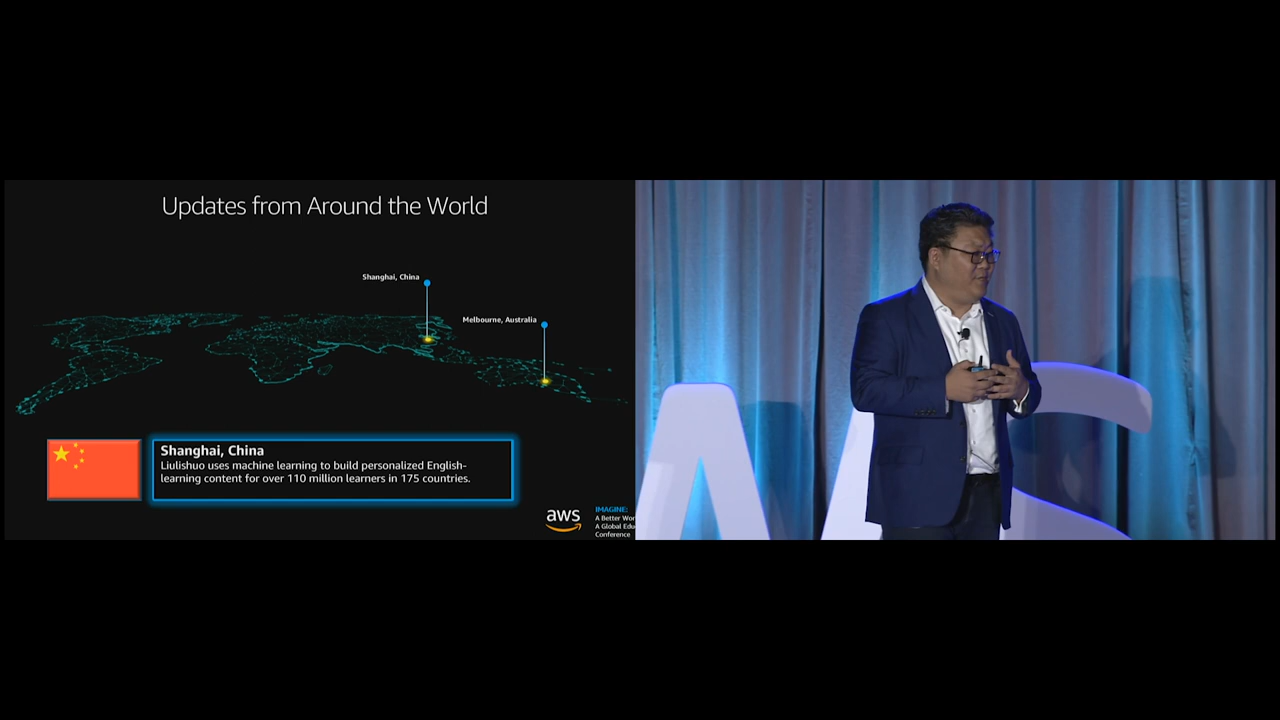 Updates from Around the World
Shanghai, China
Melbourne, Australia
Shanghai, China
Liulishuo uses machine learning to build personalized English-
learning content for over 110 million learners in 175 countries.
aws
IMAGINE:
A Better Wor
A Global Edu
Conference